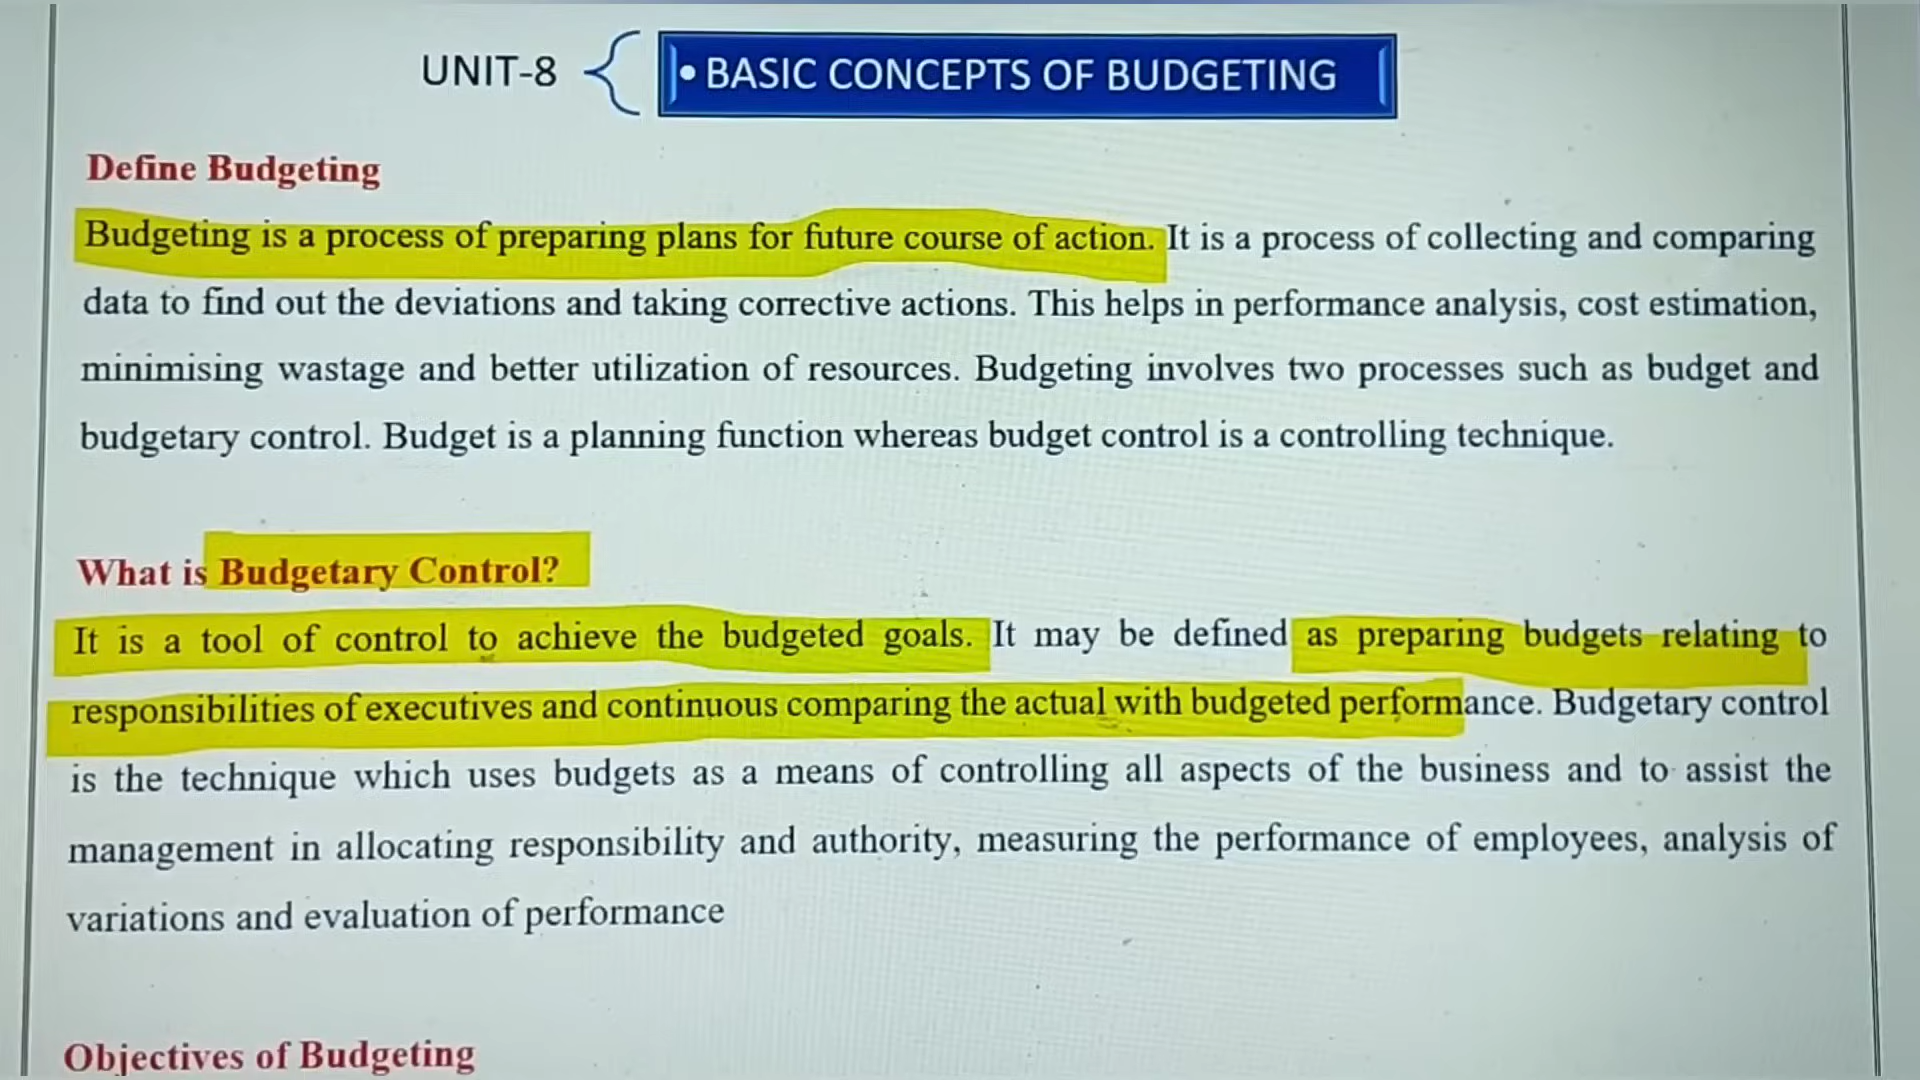 UNIT-8
• BASIC CONCEPTS OF BUDGETING
Define Budgeting
Budgeting is a process of preparing plans for future course of action. It is a process of collecting and comparing
data to find out the deviations and taking corrective actions. This helps in performance analysis, cost estimation,
minimising wastage and better utilization of resources. Budgeting involves two processes such as budget and
budgetary control. Budget is a planning function whereas budget control is a controlling technique.
What is Budgetary Control?
It is a tool of control to achieve the budgeted goals. It may be defined as preparing budgets relating to
responsibilities of executives and continuous comparing the actual with budgeted performance. Budgetary control
is the technique which uses budgets as a means of controlling all aspects of the business and to assist the
management in allocating responsibility and authority, measuring the performance of employees, analysis of
variations and evaluation of performance
Objectives of Budgeting